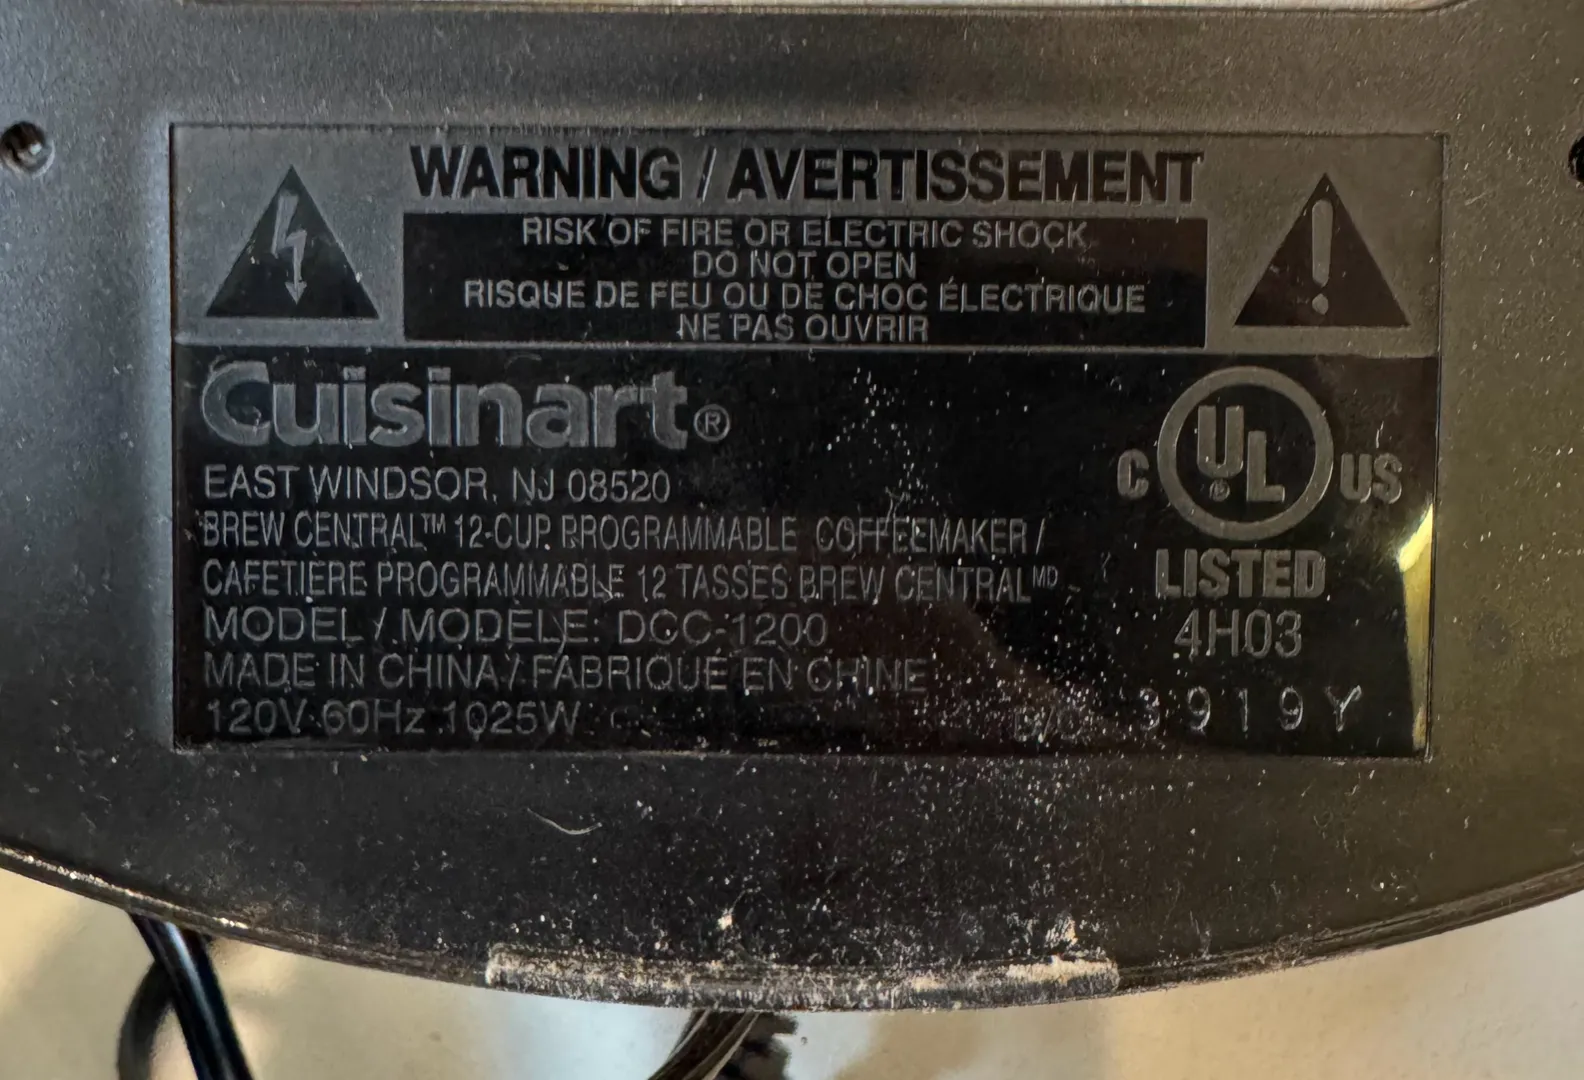 WARNING / AVERTISSEMENT
RISK OF FIRE OR ELECTRIC SHOCK
DO NOT OPEN
RISQUE DE FEU OU DE CHOC ÉLECTRIQUE
NE PAS OUVRIR
Cuisinart®
EAST WINDSOR, NJ 08520
BREW CENTRAL™ 12-CUP PROGRAMMABLE COFFEEMAKER /
CAFETIÈRE PROGRAMMABLE 12 TASSES BREW CENTRAL MD
MODEL / MODÈLE: DCC-1200
MADE IN CHINA / FABRIQUÉ EN CHINE
120V 60Hz 1025W
C UL® US
LISTED
4H03
3919Y